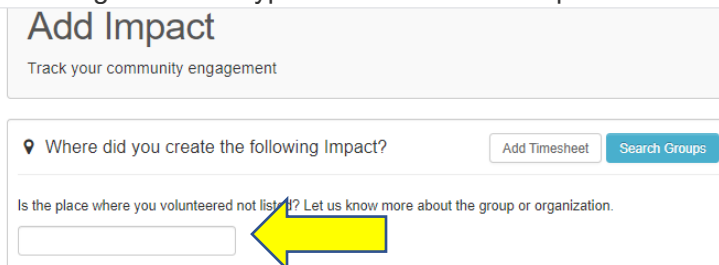 Add Impact
Track your community engagement
Where did you create the following Impact?
Add Timesheet
Search Groups
Is the place where you volunteered not listed? Let us know more about the group or organization.